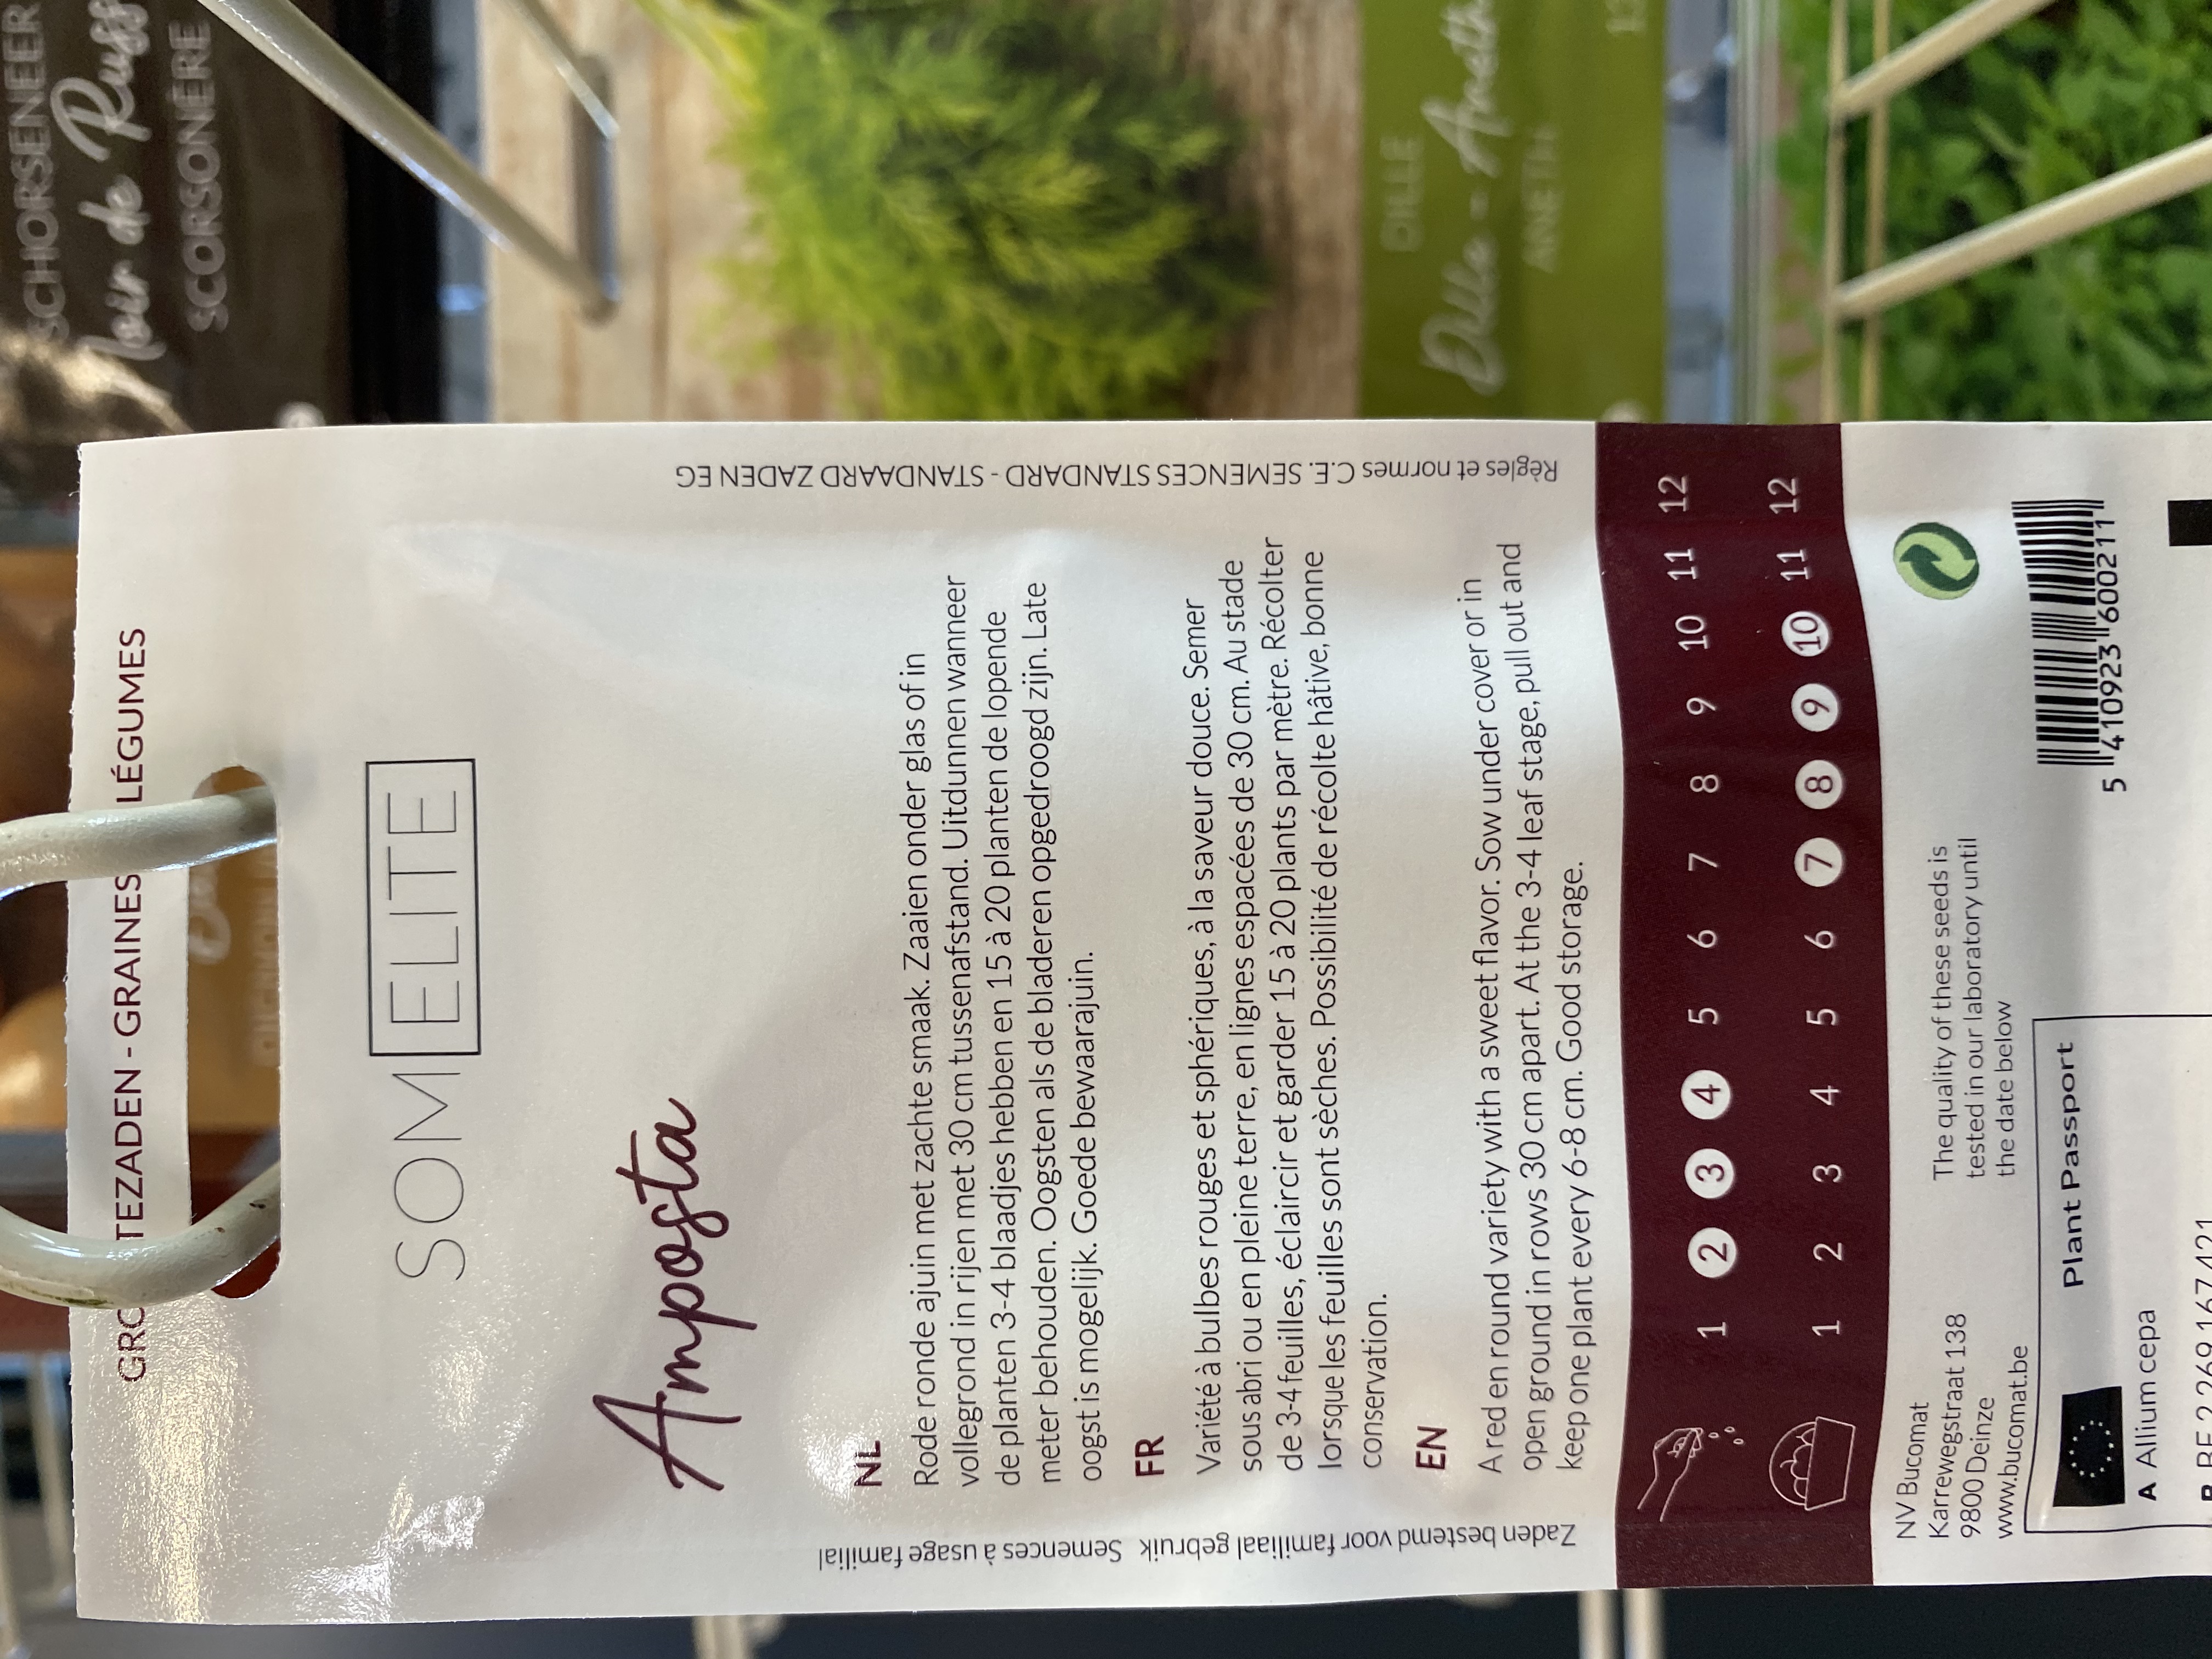 GRO TEZADEN - GRAINES LÉGUMES
SOMELITE
Amposta
NL
Rode ronde ajuin met zachte smaak. Zaaien onder glas of in
vollegrond in rijen met 30 cm tussenafstand. Uitdunnen wanneer
de planten 3-4 blaadjes hebben en 15 à 20 planten de lopende
meter behouden. Oogsten als de bladeren opgedroogd zijn. Late
oogst is mogelijk. Goede bewaarajuin.
FR
Variété à bulbes rouges et sphériques, à la saveur douce. Semer
sous abri ou en pleine terre, en lignes espacées de 30 cm. Au stade
de 3-4 feuilles, éclaircir et garder 15 à 20 plants par mètre. Récolter
lorsque les feuilles sont sèches. Possibilité de récolte hâtive, bonne
conservation.
EN
A red en round variety with a sweet flavor. Sow under cover or in
open ground in rows 30 cm apart. At the 3-4 leaf stage, pull out and
keep one plant every 6-8 cm. Good storage.
Zaden bestemd voor familiaal gebruik Semences à usage familial
Règles et normes C.E. SEMENCES STANDARD - STANDAARD ZADEN EG
1 2 3 4 5 6 7 8 9 10 11 12
1 2 3 4 5 6 7 8 9 10 11 12
NV Bucomat
Karrewegstraat 138
9800 Deinze
www.bucomat.be
The quality of these seeds is
tested in our laboratory until
the date below
5 410923 600211
Plant Passport
A Allium cepa
SCHORSENEER
Noir de Russ
SCORSONÈRE
DILLE
Dille - Aneth
ANETH